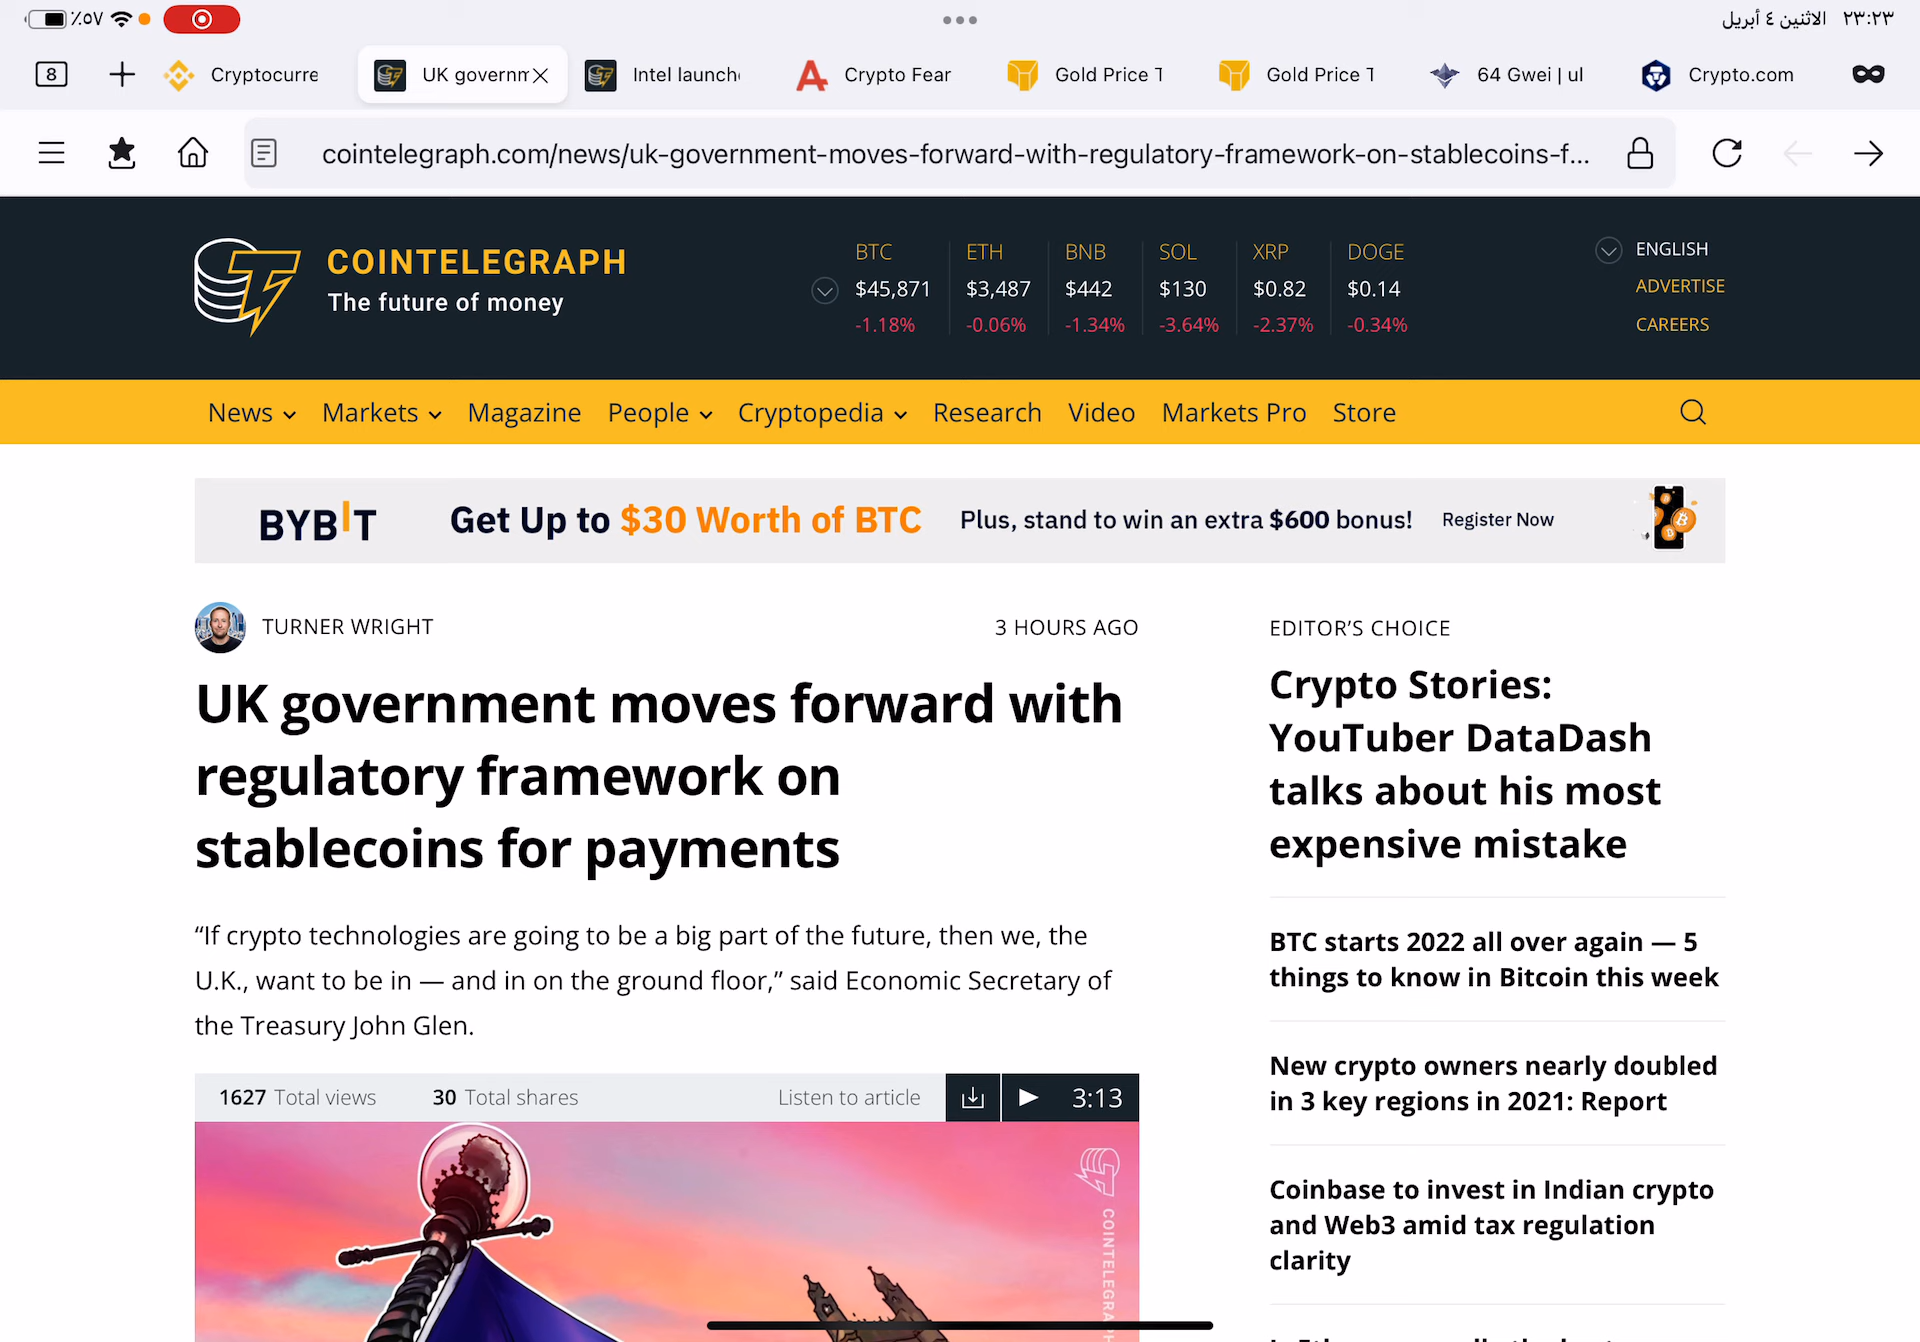 ٪٥٧
الاثنين ٤ أبريل ٢٣:٢٣
8
Cryptocurre
UK governm
Intel launch
Crypto Fear
Gold Price T
Gold Price T
64 Gwei | ul
Crypto.com
cointelegraph.com/news/uk-government-moves-forward-with-regulatory-framework-on-stablecoins-f...
COINTELEGRAPH
The future of money
BTC ETH BNB SOL XRP DOGE
$45,871 $3,487 $442 $130 $0.82 $0.14
-1.18% -0.06% -1.34% -3.64% -2.37% -0.34%
ENGLISH
ADVERTISE
CAREERS
News Markets Magazine People Cryptopedia Research Video Markets Pro Store
BYBIT Get Up to $30 Worth of BTC Plus, stand to win an extra $600 bonus! Register Now
TURNER WRIGHT 3 HOURS AGO
UK government moves forward with
regulatory framework on
stablecoins for payments
“If crypto technologies are going to be a big part of the future, then we, the
U.K., want to be in — and in on the ground floor,” said Economic Secretary of
the Treasury John Glen.
1627 Total views 30 Total shares Listen to article 3:13
COINTELEGRAPH
EDITOR’S CHOICE
Crypto Stories:
YouTuber DataDash
talks about his most
expensive mistake
BTC starts 2022 all over again — 5
things to know in Bitcoin this week
New crypto owners nearly doubled
in 3 key regions in 2021: Report
Coinbase to invest in Indian crypto
and Web3 amid tax regulation
clarity